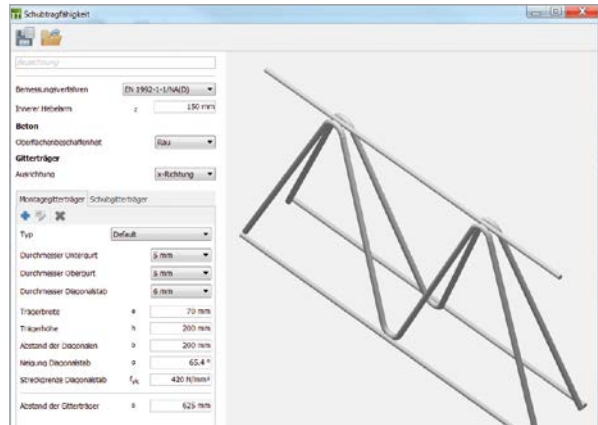 Schubtragfähigkeit
Bezeichnung
Bemessungsverfahren EN 1992-1-1/NA(D)
Innerer Hebelarm z 150 mm
Beton
Oberflächenbeschaffenheit Rau
Gitterträger
Ausrichtung x-Richtung
Montagegitterträger Schubgitterträger
Typ Default
Durchmesser Untergurt 5 mm
Durchmesser Obergurt 5 mm
Durchmesser Diagonalstab 6 mm
Trägerbreite 70 mm
Trägerhöhe h 200 mm
Abstand der Diagonalen 200 mm
Neigung Diagonalstab 65.4 °
Streckgrenze Diagonalstab fyk 420 N/mm²
Abstand der Gitterträger 625 mm